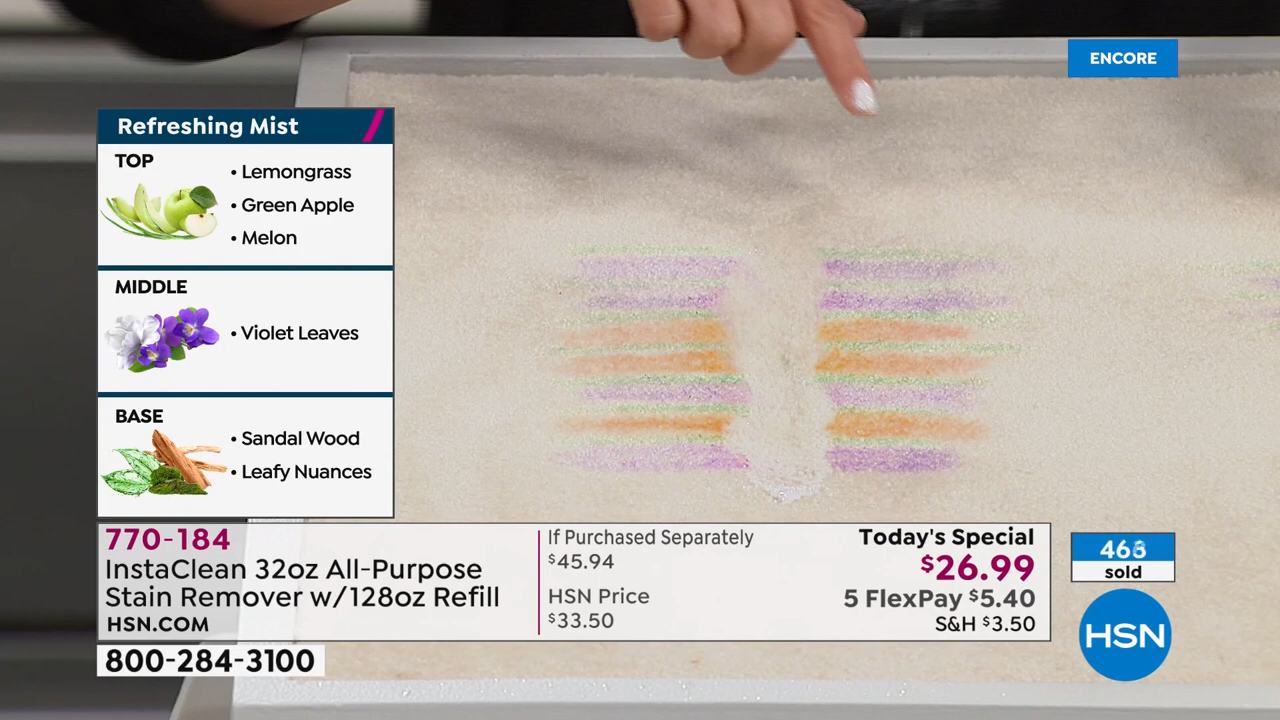 ENCORE
Refreshing Mist
TOP
• Lemongrass
• Green Apple
• Melon
MIDDLE
• Violet Leaves
BASE
• Sandal Wood
• Leafy Nuances
770-184
InstaClean 32oz All-Purpose
Stain Remover w/128oz Refill
HSN.COM
If Purchased Separately
$45.94
HSN Price
$33.50
Today's Special
$26.99
5 FlexPay $5.40
S&H $3.50
sold
HSN
800-284-3100